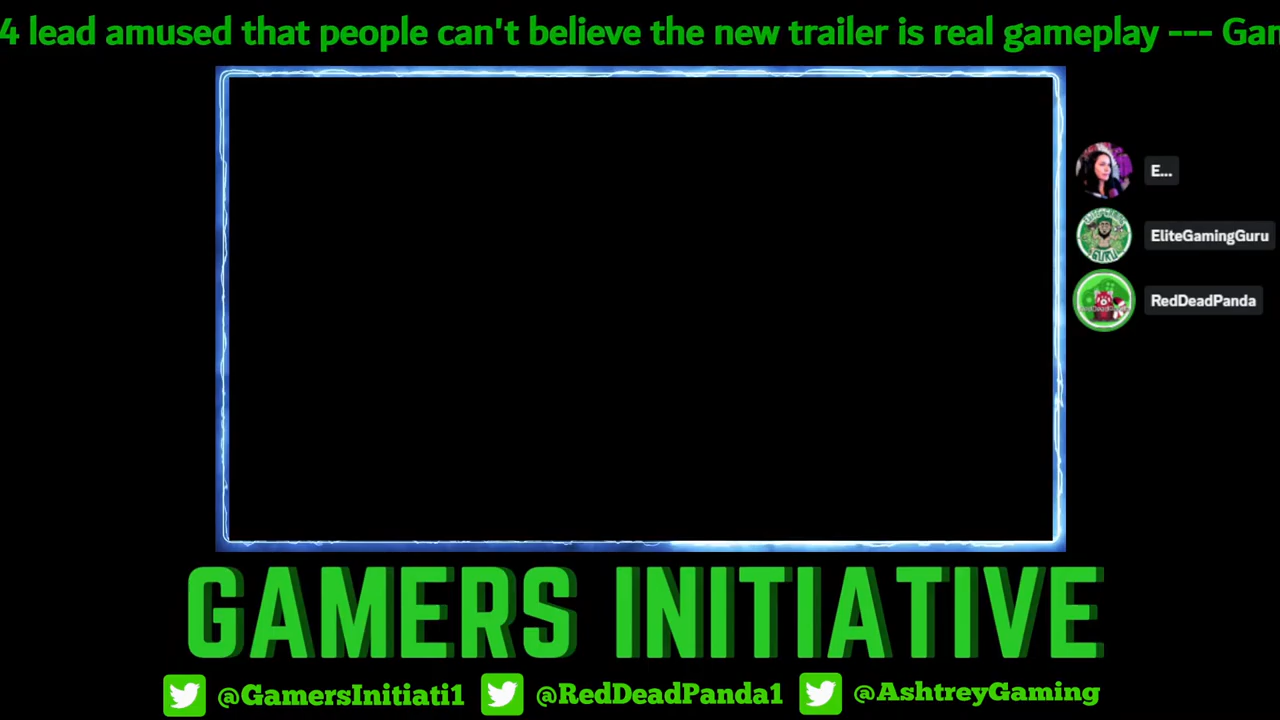 4 lead amused that people can't believe the new trailer is real gameplay --- Gar
E...
EliteGamingGuru
RedDeadPanda
GAMERS INITIATIVE
@GamersInitiati1 @RedDeadPanda1 @AshtreyGaming